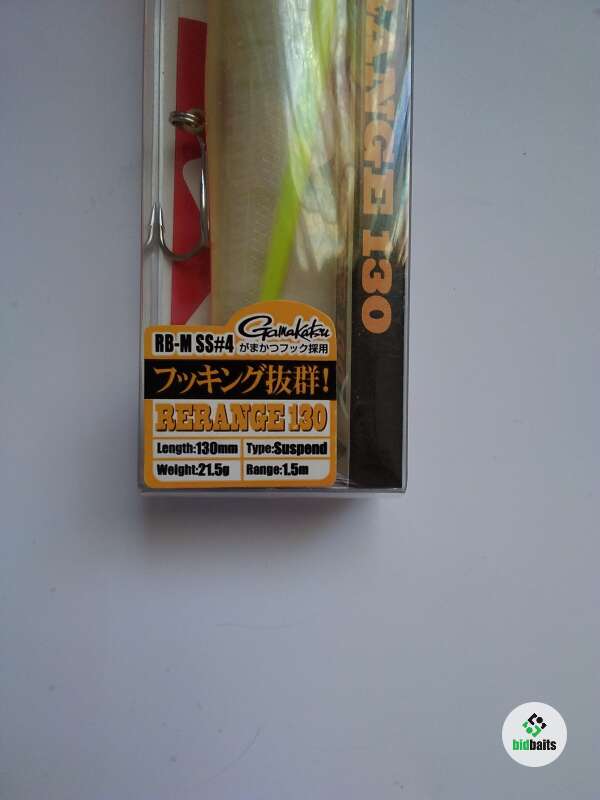 ANGE 130
RB-M SS#4
Gamakatsu
がまかつフック採用
フッキング抜群!
RERANGE 130
Length:130mm
Type:Suspend
Weight:21.5g
Range:1.5m
bidbaits